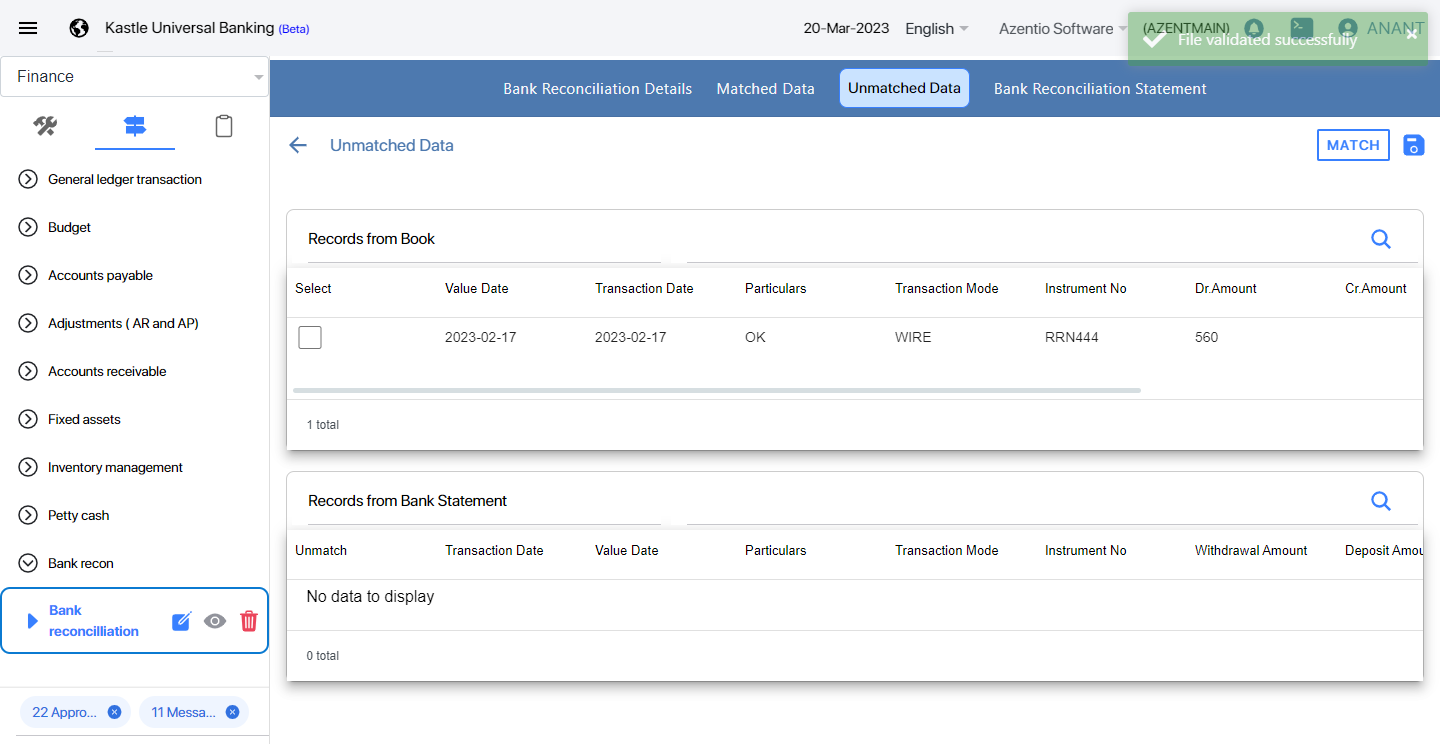 Kastle Universal Banking (Beta)
20-Mar-2023
English
Azentio Software
(AZENTMAIN)
ANANT
File validated successfully
Finance
Bank Reconciliation Details
Matched Data
Unmatched Data
Bank Reconciliation Statement
Unmatched Data
MATCH
General ledger transaction
Budget
Accounts payable
Adjustments ( AR and AP)
Accounts receivable
Fixed assets
Inventory management
Petty cash
Bank recon
Bank
reconcilliation
22 Appro...
11 Messa...
Records from Book
Select Value Date Transaction Date Particulars Transaction Mode Instrument No Dr.Amount Cr.Amount
2023-02-17 2023-02-17 OK WIRE RRN444 560
1 total
Records from Bank Statement
Unmatch Transaction Date Value Date Particulars Transaction Mode Instrument No Withdrawal Amount Deposit Amou
No data to display
0 total